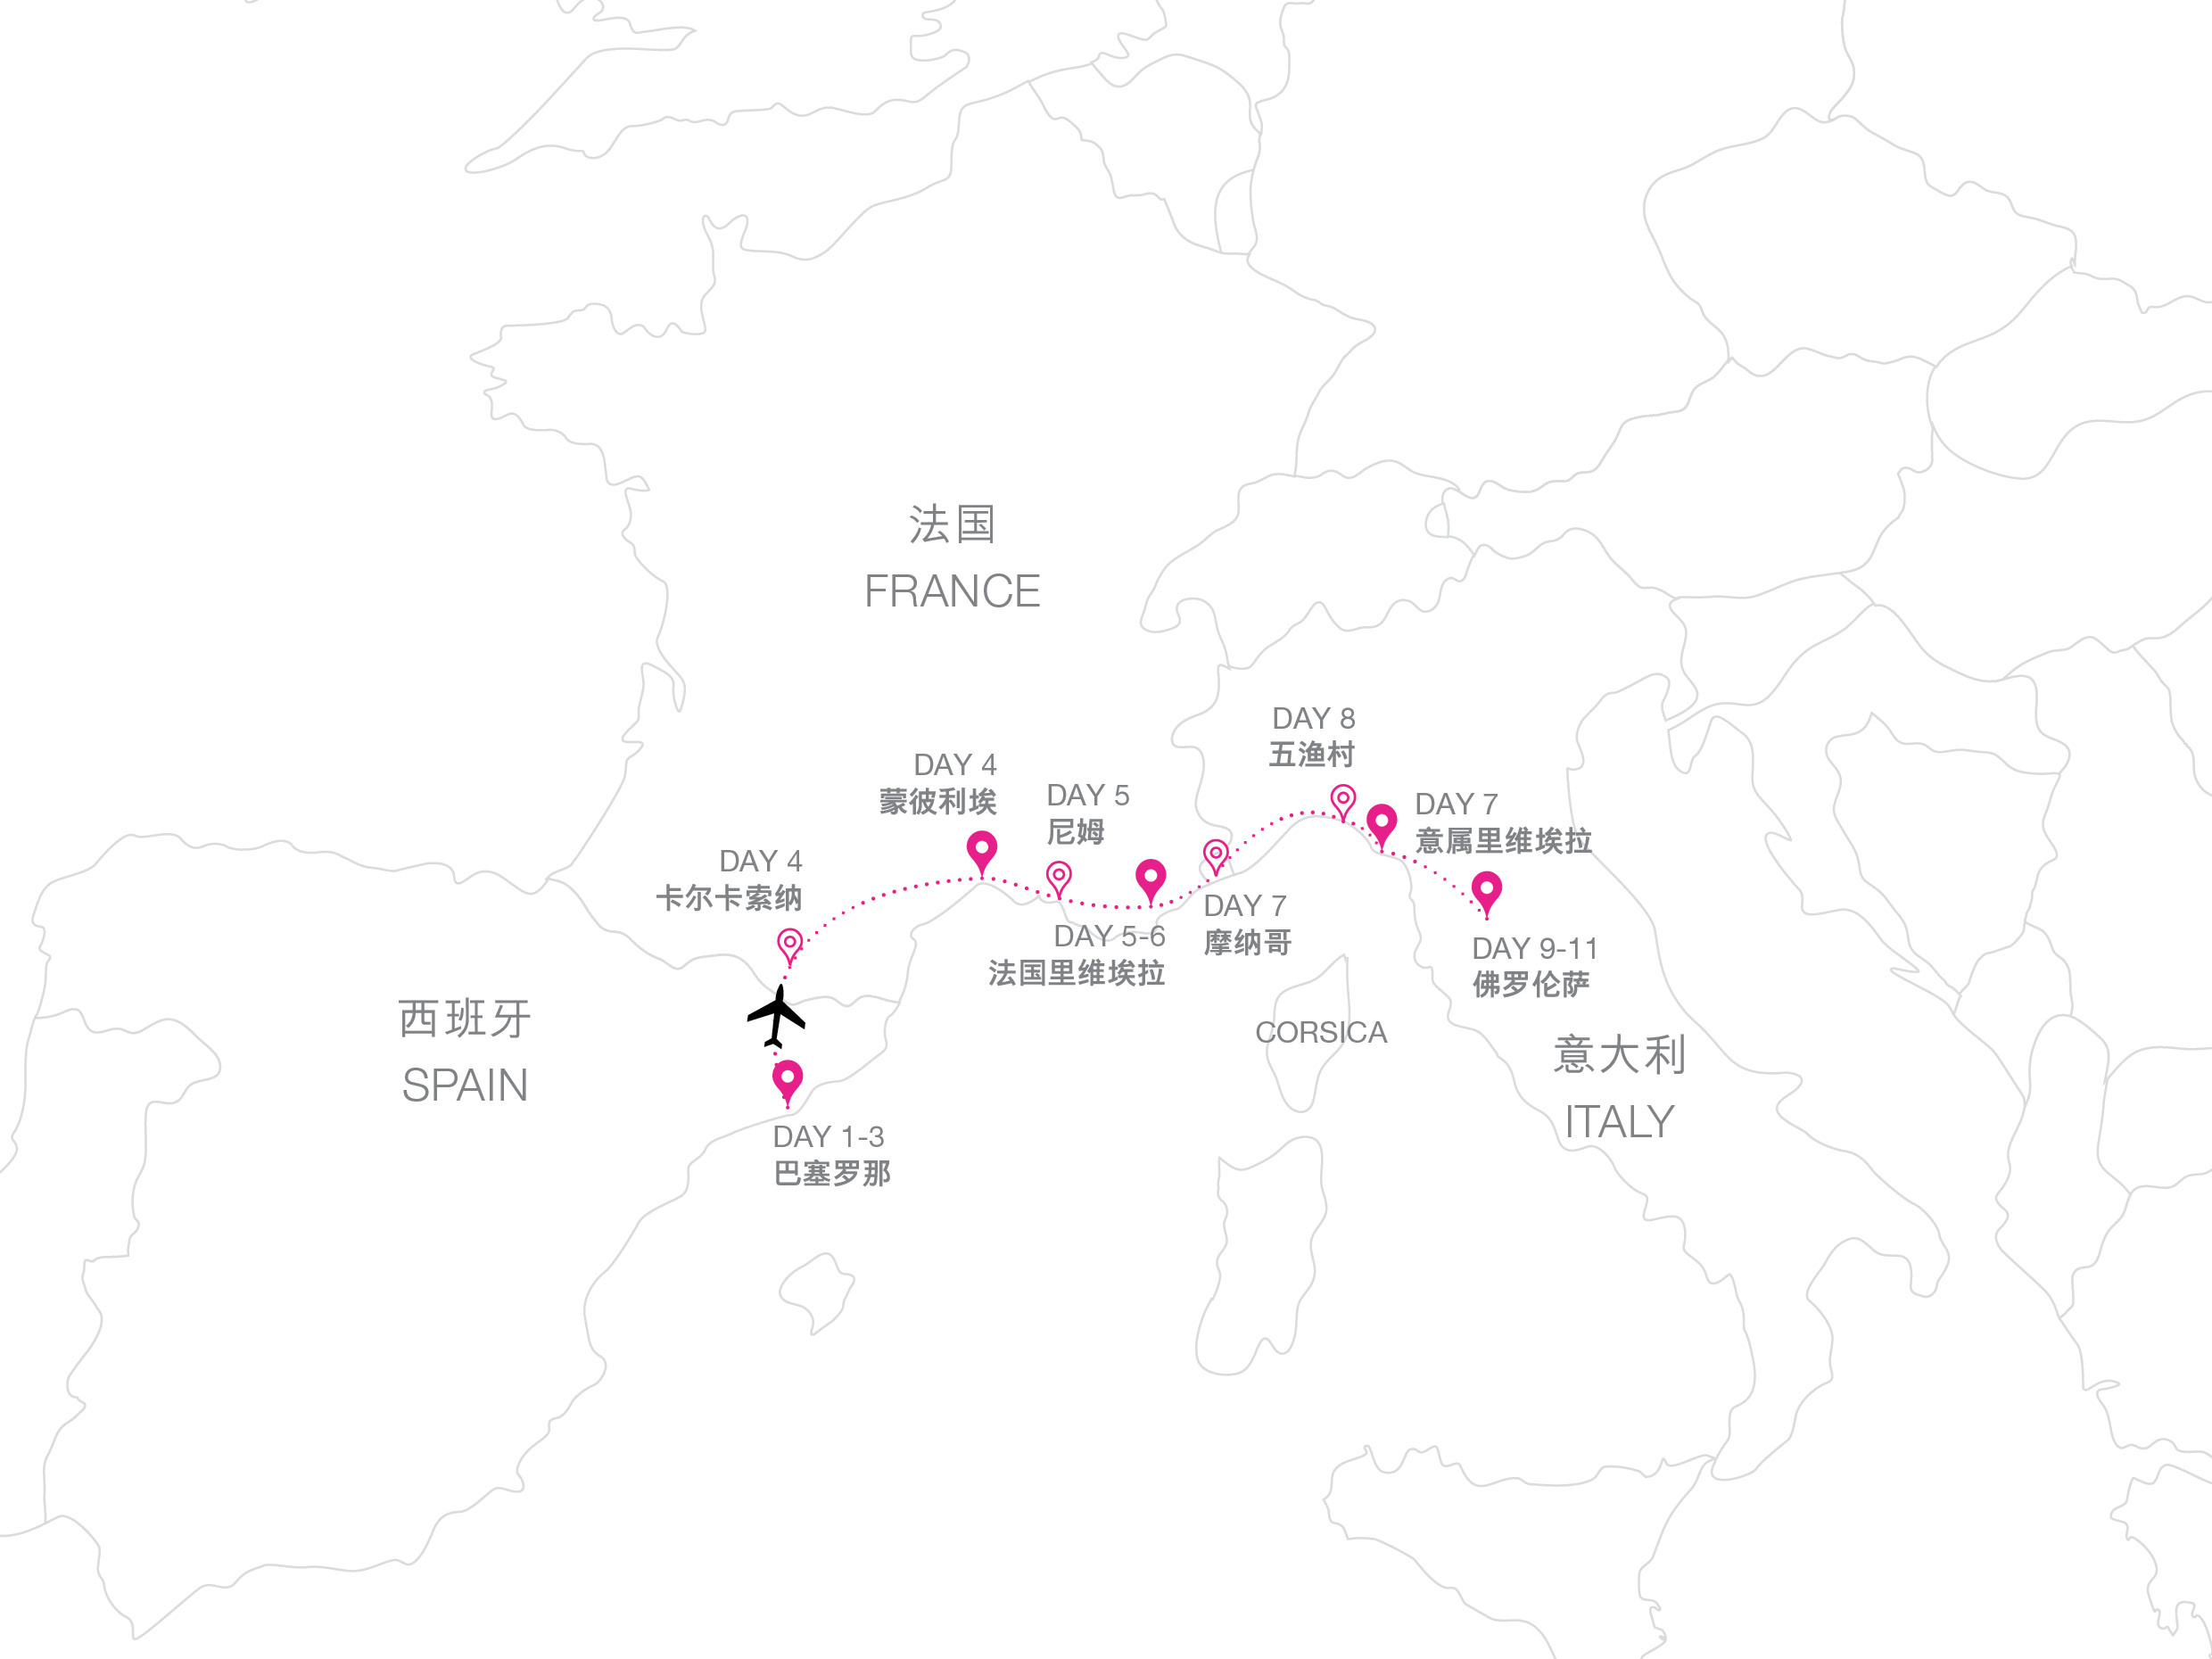 法国
FRANCE
DAY 8
五渔村
DAY 4
蒙彼利埃
DAY 5
尼姆
DAY 7
意属里维埃拉
DAY 4
卡尔卡索纳
DAY 7
摩纳哥
DAY 5-6
法国里维埃拉
DAY 9-11
佛罗伦萨
西班牙
SPAIN
CORSICA
意大利
ITALY
DAY 1-3
巴塞罗那